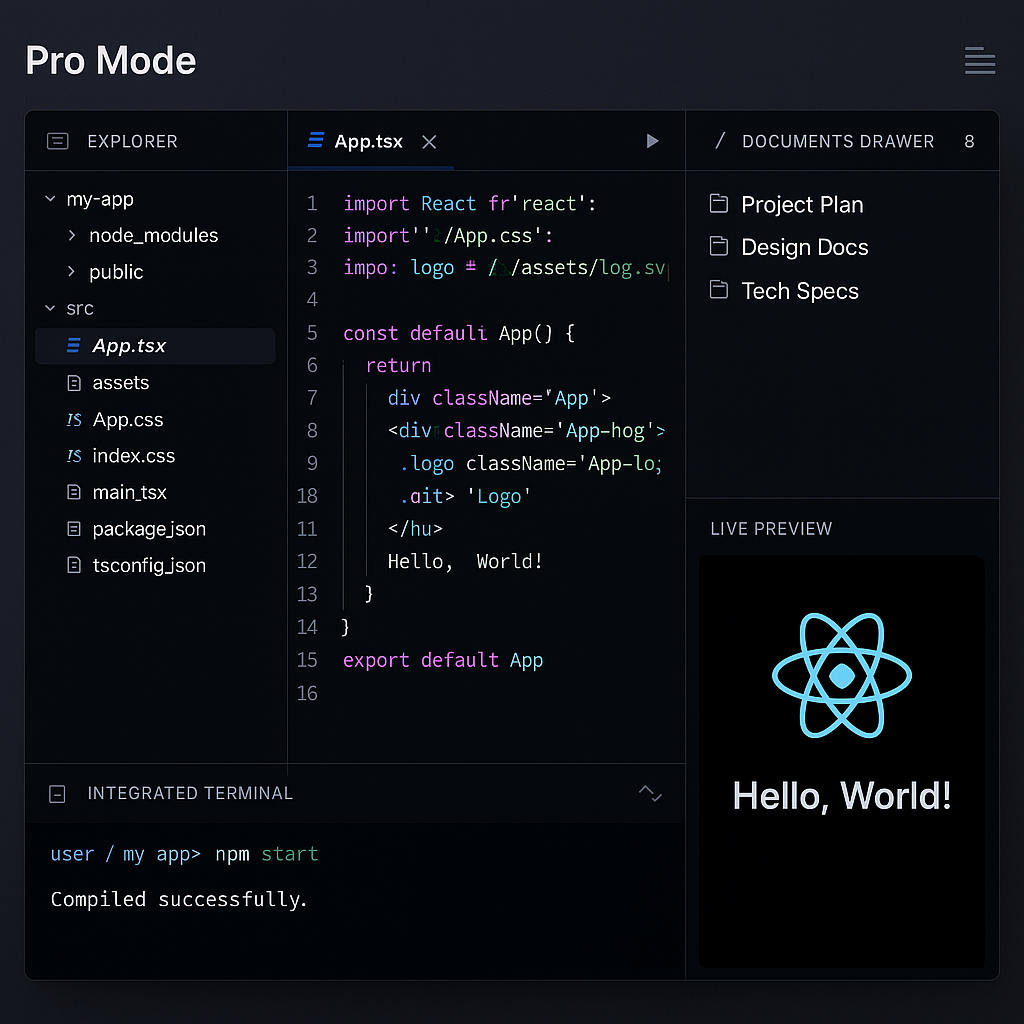 Pro Mode
EXPLORER
my-app
node_modules
public
src
App.tsx
assets
App.css
index.css
main_tsx
package_json
tsconfig_json
App.tsx
1 import React fr'react':
2 import'' /App.css':
3 impo: logo = / /assets/log.sv
4
5 const default App() {
6 return
7 div className='App'>
8 <div className='App-hog'>
9 .logo className='App-lo;
18 .ait> 'Logo'
11 </hu>
12 Hello, World!
13 }
14 }
15 export default App
16
/ DOCUMENTS DRAWER 8
Project Plan
Design Docs
Tech Specs
LIVE PREVIEW
Hello, World!
INTEGRATED TERMINAL
user / my app> npm start
Compiled successfully.